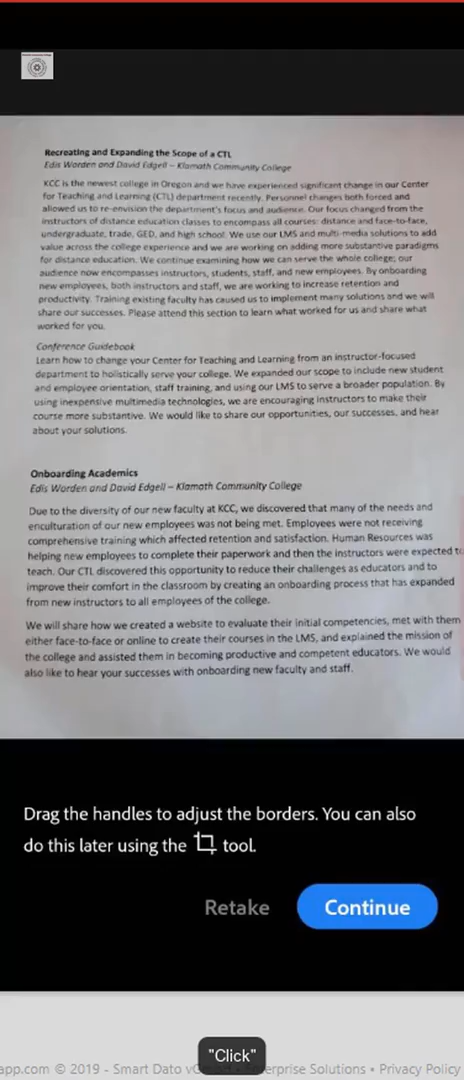 Recreating and Expanding the Scope of a CTL
Edis Worden and David Edgell – Klamath Community College
KCC is the newest college in Oregon and we have experienced significant change in our Center
for Teaching and Learning (CTL) department recently. Personnel changes both forced and
allowed us to re-envision the department's focus and audience. Our focus changed from the
instructors of distance education classes to encompass all courses: distance and face-to-face,
undergraduate, trade, GED, and high school. We use our LMS and multi-media solutions to add
value across the college experience and we are working on adding more substantive paradigms
for distance education. We continue examining how we can serve the whole college; our
audience now encompasses instructors, students, staff, and new employees. By onboarding
new employees, both instructors and staff, we are working to increase retention and
productivity. Training existing faculty has caused us to implement many solutions and we will
share our successes. Please attend this section to learn what worked for us and share what
worked for you.
Conference Guidebook
Learn how to change your Center for Teaching and Learning from an instructor-focused
department to holistically serve your college. We expanded our scope to include new student
and employee orientation, staff training, and using our LMS to serve a broader population. By
using inexpensive multimedia technologies, we are encouraging instructors to make their
course more substantive. We would like to share our opportunities, our successes, and hear
about your solutions.
Onboarding Academics
Edis Worden and David Edgell – Klamath Community College
Due to the diversity of our new faculty at KCC, we discovered that many of the needs and
enculturation of our new employees was not being met. Employees were not receiving
comprehensive training which affected retention and satisfaction. Human Resources was
helping new employees to complete their paperwork and then the instructors were expected to
teach. Our CTL discovered this opportunity to reduce their challenges as educators and to
improve their comfort in the classroom by creating an onboarding process that has expanded
from new instructors to all employees of the college.
We will share how we created a website to evaluate their initial competencies, met with them
either face-to-face or online to create their courses in the LMS, and explained the mission of
the college and assisted them in becoming productive and competent educators. We would
also like to hear your successes with onboarding new faculty and staff.
Drag the handles to adjust the borders. You can also
do this later using the tool.
Retake Continue
"Click"
app.com © 2019 - Smart Dato v erprise Solutions • Privacy Policy